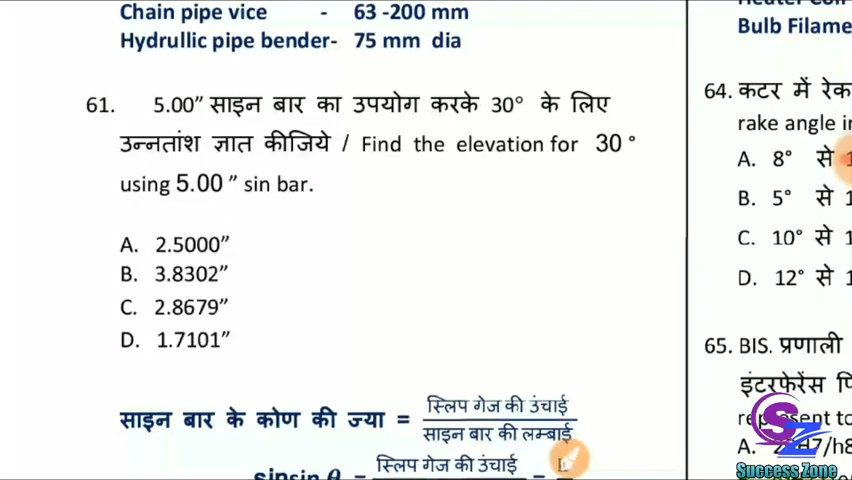 Chain pipe vice - 63 -200 mm
Hydrullic pipe bender- 75 mm dia
61. 5.00” साइन बार का उपयोग करके 30° के लिए
उन्नतांश ज्ञात कीजिये / Find the elevation for 30 °
using 5.00 ” sin bar.
A. 2.5000”
B. 3.8302”
C. 2.8679”
D. 1.7101”
साइन बार के कोण की ज्या = स्लिप गेज की उंचाई
साइन बार की लम्बाई
स्लिप गेज की उंचाई
Bulb Filame
64. कटर में रेक
rake angle
A. 8° से
B. 5° से
C. 10° से
D. 12° से
65. BIS. प्रणाली
इंटरफेरेंस
A.
SZ
Success Zone